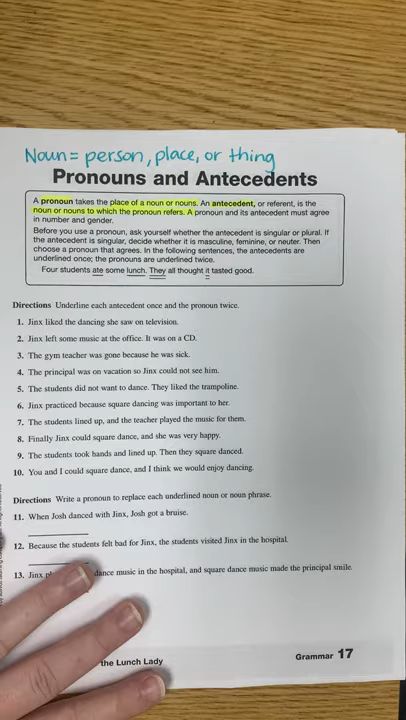 Noun = person, place, or thing
Pronouns and Antecedents
A pronoun takes the place of a noun or nouns. An antecedent, or referent, is the
noun or nouns to which the pronoun refers. A pronoun and its antecedent must agree
in number and gender.
Before you use a pronoun, ask yourself whether the antecedent is singular or plural. If
the antecedent is singular, decide whether it is masculine, feminine, or neuter. Then
choose a pronoun that agrees. In the following sentences, the antecedents are
underlined once; the pronouns are underlined twice.
Four students ate some lunch. They all thought it tasted good.
Directions Underline each antecedent once and the pronoun twice.
1. Jinx liked the dancing she saw on television.
2. Jinx left some music at the office. It was on a CD.
3. The gym teacher was gone because he was sick.
4. The principal was on vacation so Jinx could not see him.
5. The students did not want to dance. They liked the trampoline.
6. Jinx practiced because square dancing was important to her.
7. The students lined up, and the teacher played the music for them.
8. Finally Jinx could square dance, and she was very happy.
9. The students took hands and lined up. Then they square danced.
10. You and I could square dance, and I think we would enjoy dancing.
Directions Write a pronoun to replace each underlined noun or noun phrase.
11. When Josh danced with Jinx, Josh got a bruise.
12. Because the students felt bad for Jinx, the students visited Jinx in the hospital.
13. Jinx dance music in the hospital, and square dance music made the principal smile.
the Lunch Lady
Grammar 17